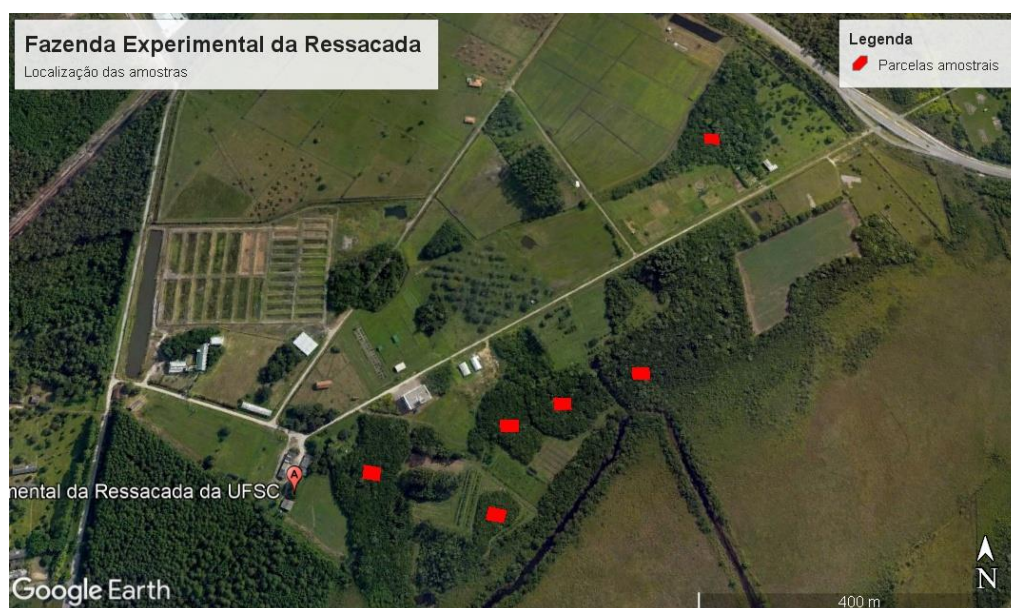 Fazenda Experimental da Ressacada
Localização das amostras
Legenda
Parcelas amostrais
A
mental da Ressacada da UFSC
Google Earth
N
400 m